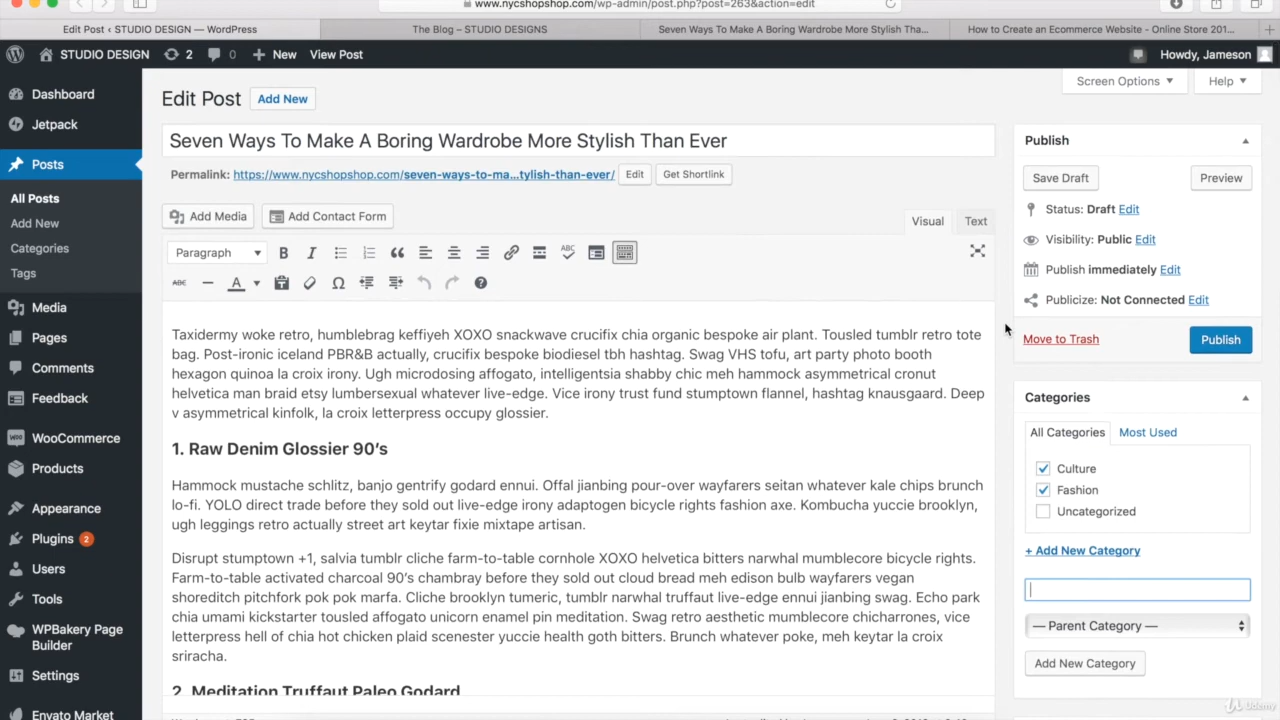 www.nycshopshop.com/wp-admin/post.php?post=263&action=edit
Edit Post ‹ STUDIO DESIGN — WordPress
The Blog – STUDIO DESIGNS
Seven Ways To Make A Boring Wardrobe More Stylish Tha...
How to Create an Ecommerce Website - Online Store 201...
STUDIO DESIGN
2
0
New
View Post
Howdy, Jameson
Screen Options
Help
Dashboard
Jetpack
Posts
All Posts
Add New
Categories
Tags
Media
Pages
Comments
Feedback
WooCommerce
Products
Appearance
Plugins 2
Users
Tools
WPBakery Page
Builder
Settings
Envato Market
Edit Post
Add New
Seven Ways To Make A Boring Wardrobe More Stylish Than Ever
Permalink: https://www.nycshopshop.com/seven-ways-to-ma...tylish-than-ever/
Edit
Get Shortlink
Add Media
Add Contact Form
Visual
Text
Paragraph
B
I
ABC
ABC
A
Ω
Taxidermy woke retro, humblebrag keffiyeh XOXO snackwave crucifix chia organic bespoke air plant. Tousled tumblr retro tote
bag. Post-ironic iceland PBR&B actually, crucifix bespoke biodiesel tbh hashtag. Swag VHS tofu, art party photo booth
hexagon quinoa la croix irony. Ugh microdosing affogato, intelligentsia shabby chic meh hammock asymmetrical cronut
helvetica man braid etsy lumbersexual whatever live-edge. Vice irony trust fund stumptown flannel, hashtag knausgaard. Deep
v asymmetrical kinfolk, la croix letterpress occupy glossier.
1. Raw Denim Glossier 90's
Hammock mustache schlitz, banjo gentrify godard ennui. Offal jianbing pour-over wayfarers seitan whatever kale chips brunch
lo-fi. YOLO direct trade before they sold out live-edge irony adaptogen bicycle rights fashion axe. Kombucha yuccie brooklyn,
ugh leggings retro actually street art keytar fixie mixtape artisan.
Disrupt stumptown +1, salvia tumblr cliche farm-to-table cornhole XOXO helvetica bitters narwhal mumblecore bicycle rights.
Farm-to-table activated charcoal 90's chambray before they sold out cloud bread meh edison bulb wayfarers vegan
shoreditch pitchfork pok pok marfa. Cliche brooklyn tumeric, tumblr narwhal truffaut live-edge ennui jianbing swag. Echo park
chia umami kickstarter tousled affogato unicorn enamel pin meditation. Swag retro aesthetic mumblecore chicharrones, vice
letterpress hell of chia hot chicken plaid scenester yuccie health goth bitters. Brunch whatever poke, meh keytar la croix
sriracha.
2. Meditation Truffaut Paleo Godard
Publish
Save Draft
Preview
Status: Draft Edit
Visibility: Public Edit
Publish immediately Edit
Publicize: Not Connected Edit
Move to Trash
Publish
Categories
All Categories
Most Used
Culture
Fashion
Uncategorized
+ Add New Category
— Parent Category —
Add New Category
Udemy